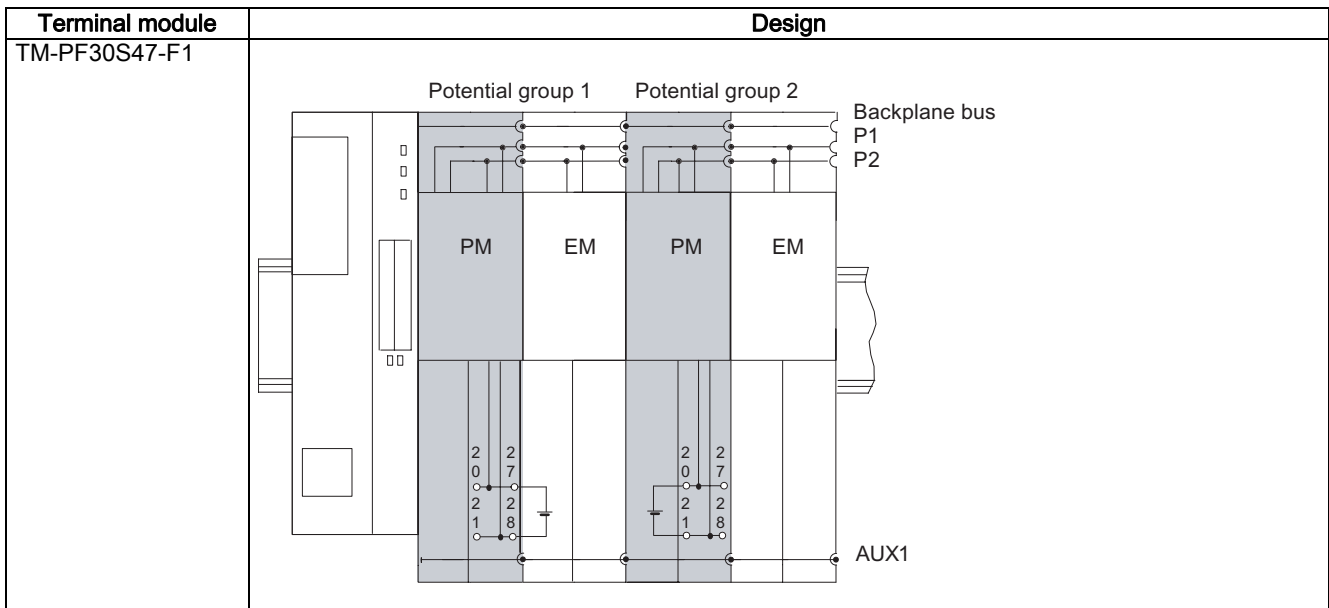 Terminal module Design
TM-PF30S47-F1
Potential group 1 Potential group 2
Backplane bus
P1
P2
PM EM PM EM
2 2 2 2
0 7 0 7
2 2 2 2
1 8 1 8
AUX1